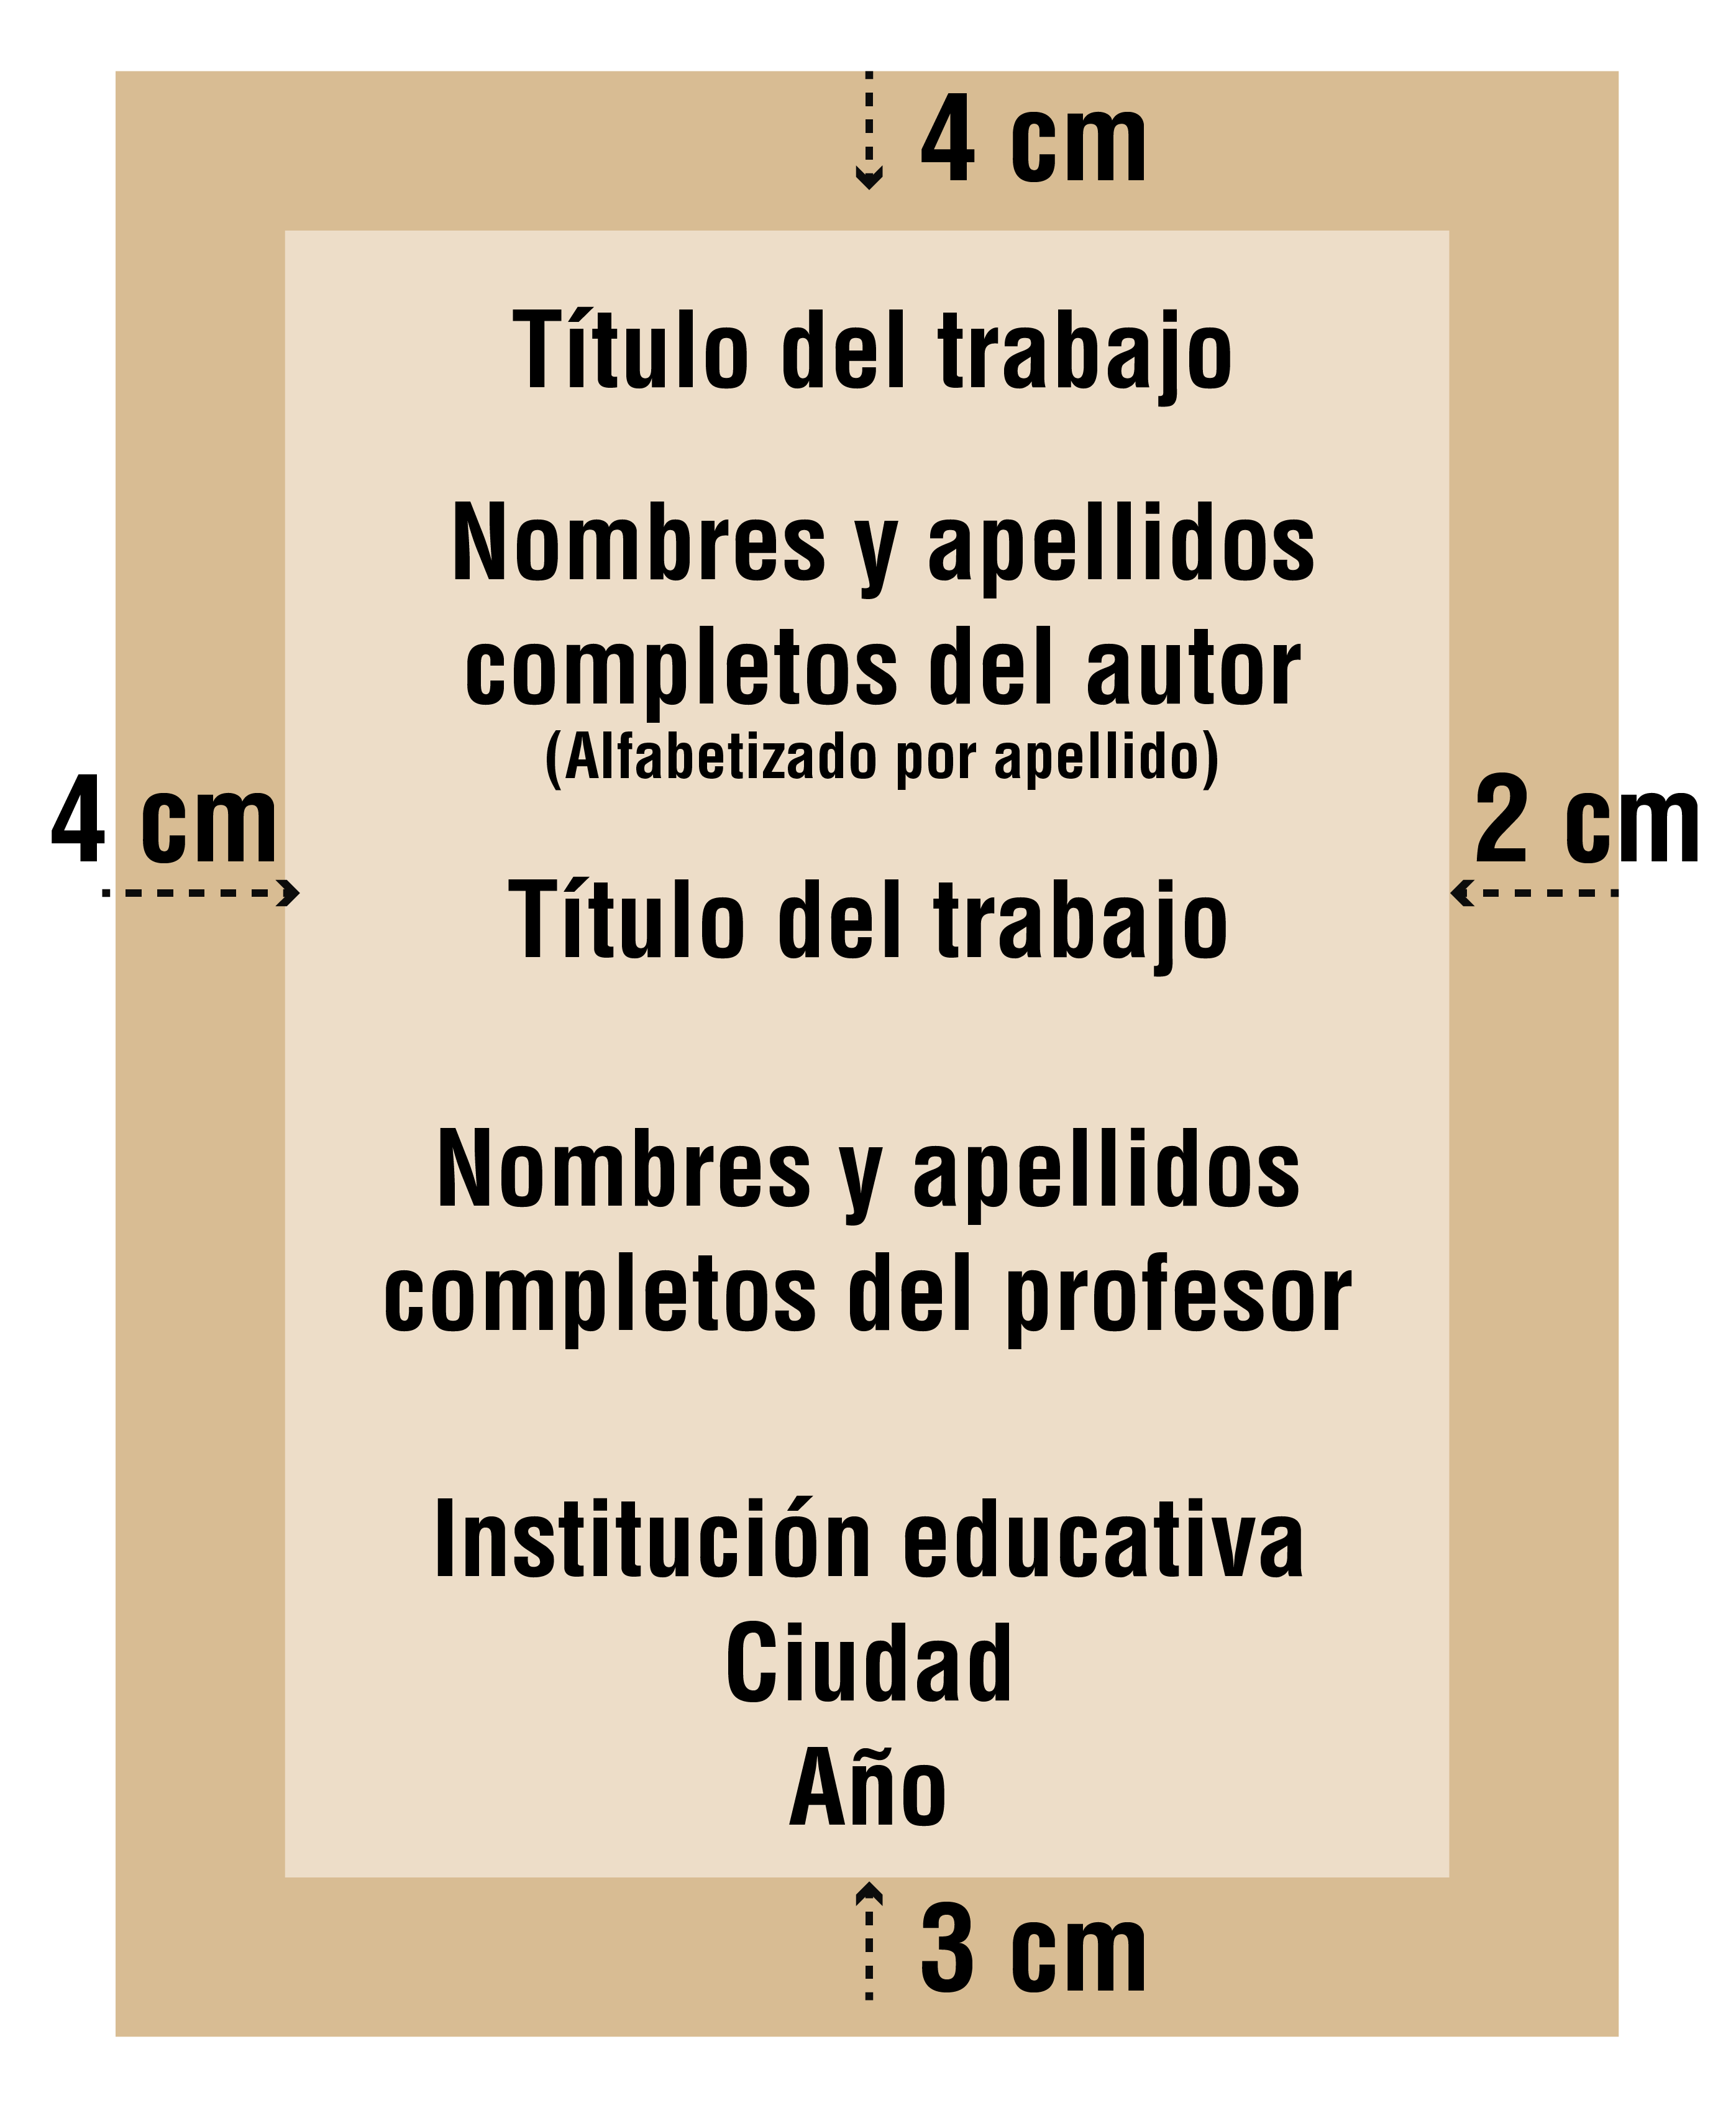 4 cm
Título del trabajo
Nombres y apellidos
completos del autor
(Alfabetizado por apellido)
4 cm
2 cm
Título del trabajo
Nombres y apellidos
completos del profesor
Institución educativa
Ciudad
Año
3 cm